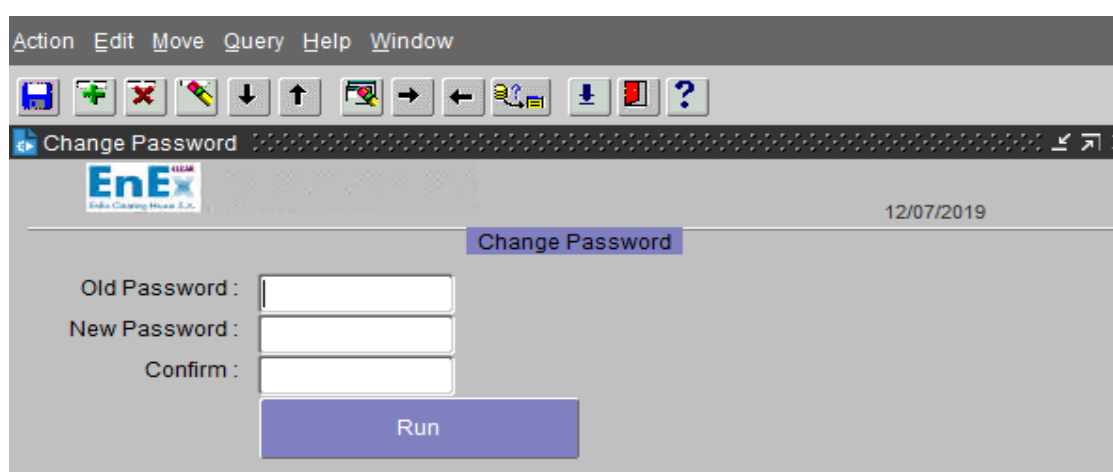 Action Edit Move Query Help Window
?
Change Password
EnEx CLEAR
12/07/2019
Change Password
Old Password :
New Password :
Confirm :
Run